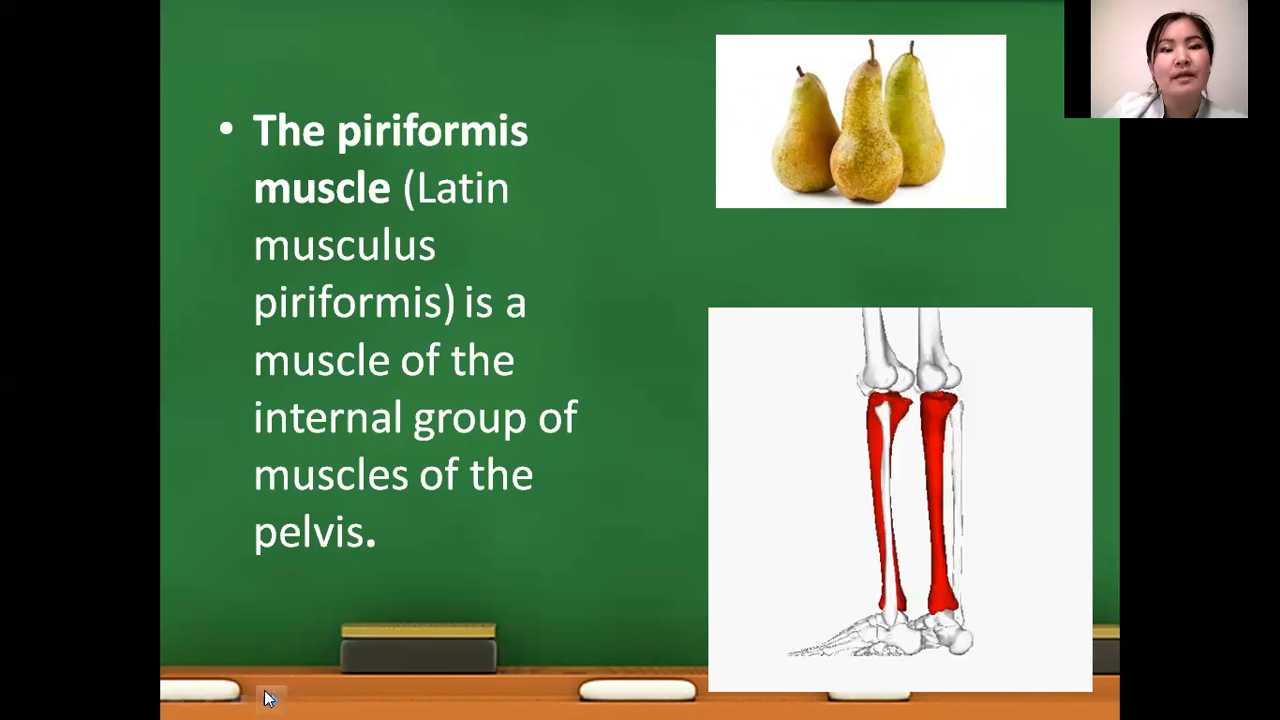 • The piriformis
muscle (Latin
musculus
piriformis) is a
muscle of the
internal group of
muscles of the
pelvis.